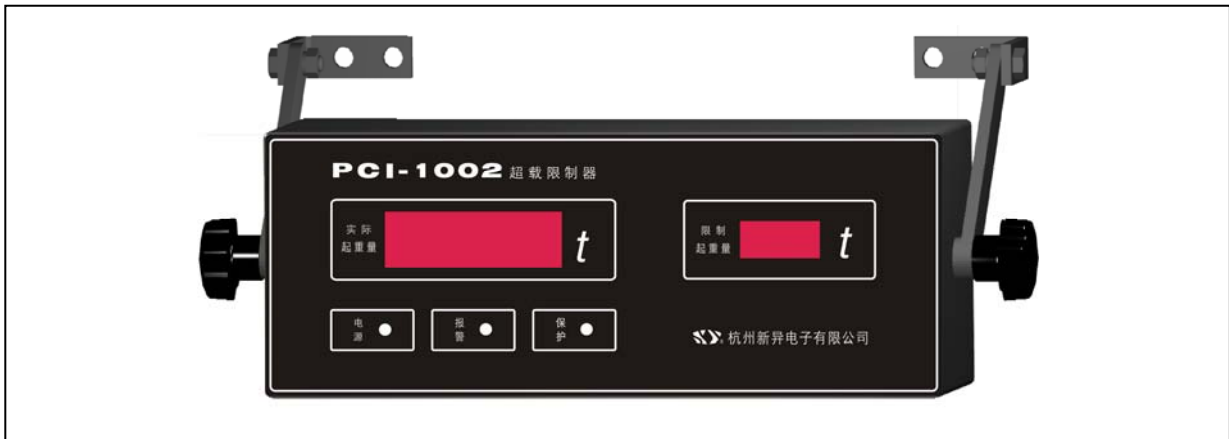 PCI-1002 超载限制器
实际
起重量
t
限制
起重量
t
电
源
报
警
保
护
杭州新异电子有限公司